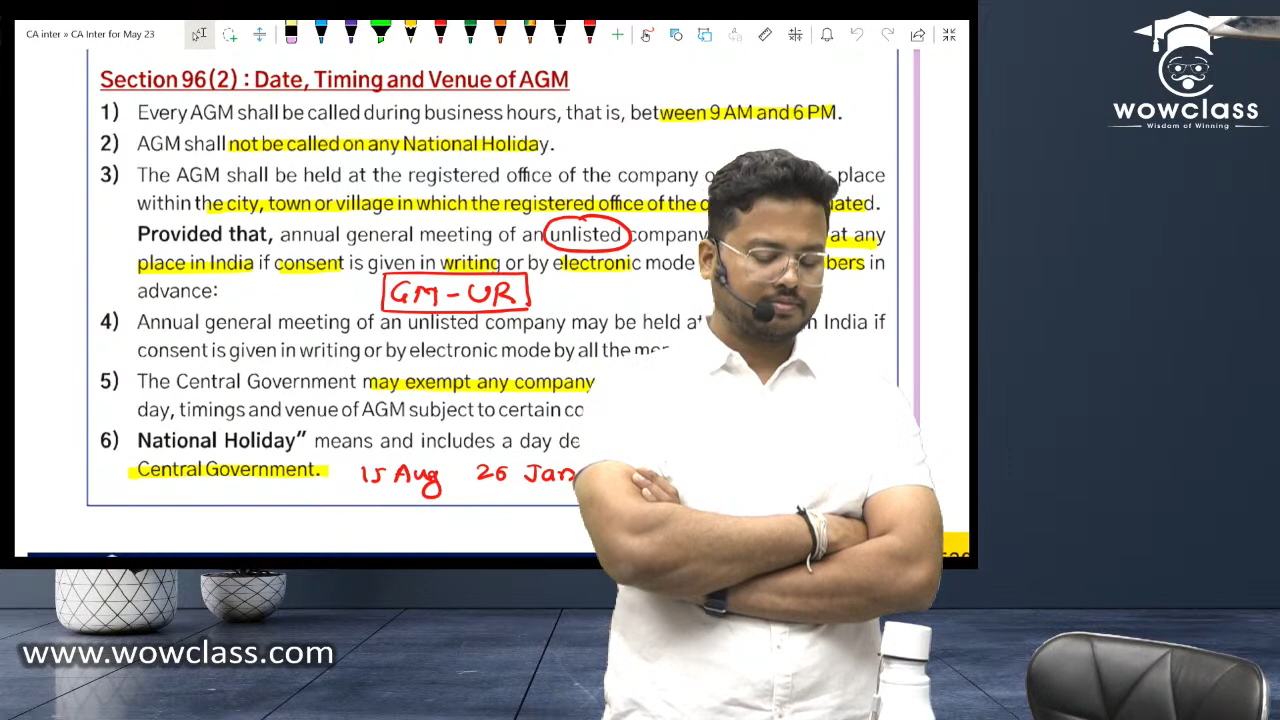 CA inter » CA Inter for May 23
wowclass
Wisdom of Winning
Section 96(2) : Date, Timing and Venue of AGM
1) Every AGM shall be called during business hours, that is, between 9 AM and 6 PM.
2) AGM shall not be called on any National Holiday.
3) The AGM shall be held at the registered office of the company place
within the city, town or village in which the registered office of the
Provided that, annual general meeting of an unlisted company at any
place in India if consent is given in writing or by electronic mode in
advance:
GM-UR
4) Annual general meeting of an unlisted company may be held India if
consent is given in writing or by electronic mode by all the
5) The Central Government may exempt any company
day, timings and venue of AGM subject to certain
6) National Holiday” means and includes a day
Central Government. 15 Aug 26 Jan
www.wowclass.com